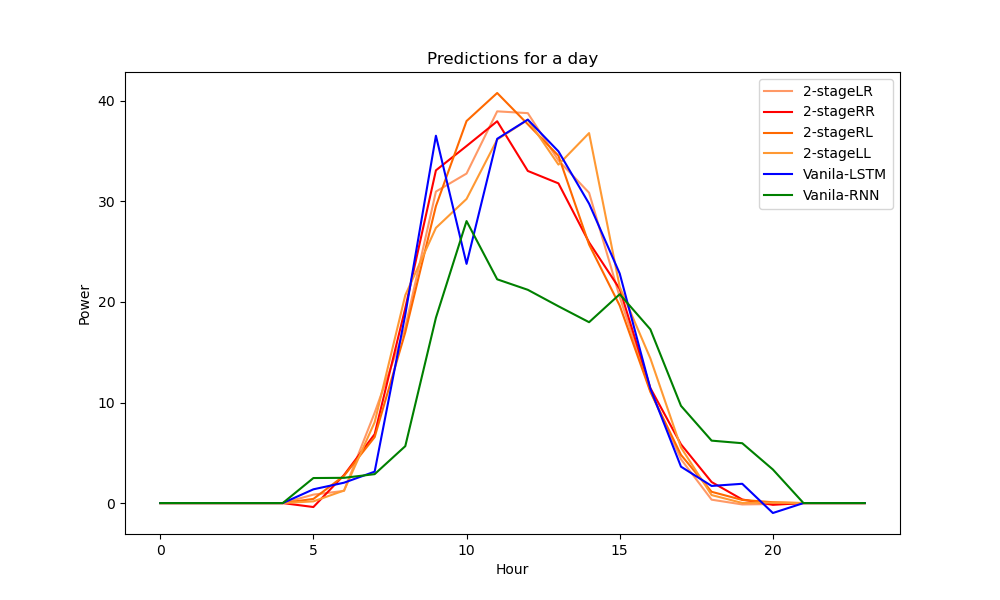 Predictions for a day
2-stageLR
2-stageRR
2-stageRL
2-stageLL
Vanila-LSTM
Vanila-RNN
Power
40
30
20
10
0
0 5 10 15 20
Hour